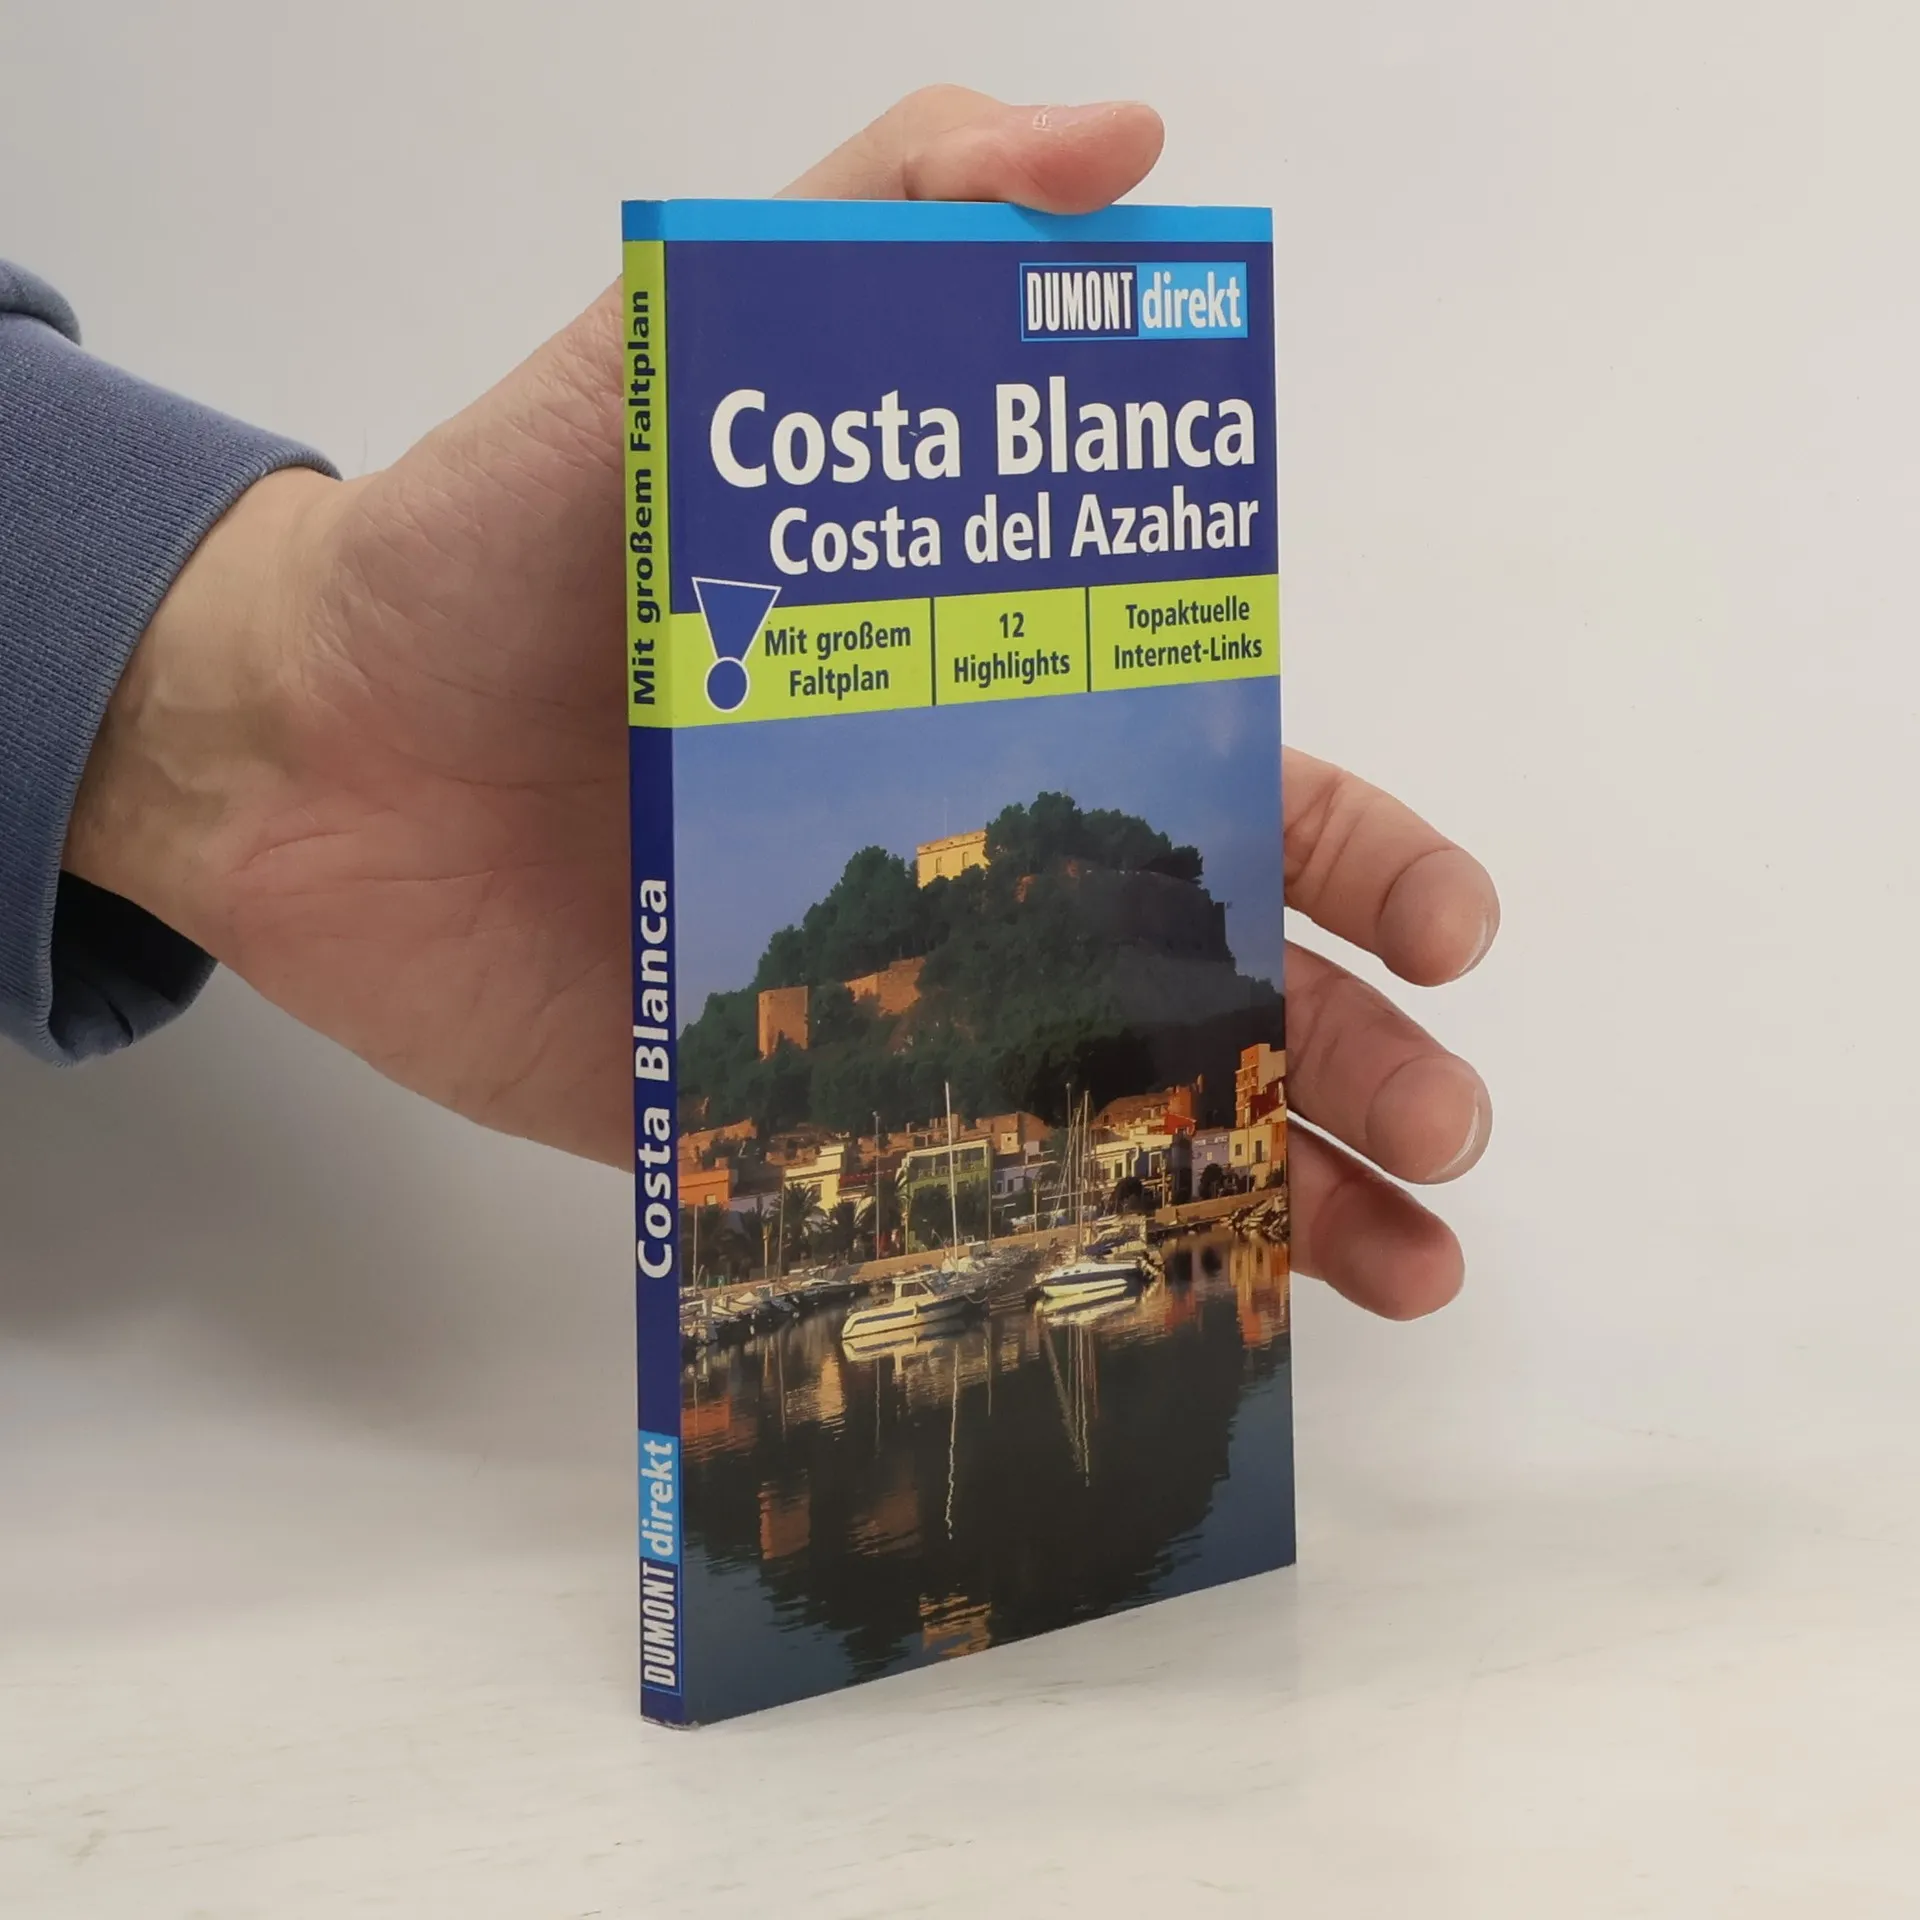 DUMONT direkt
Costa Blanca
Costa del Azahar
Mit großem
Faltplan
12
Highlights
Topaktuelle
Internet-Links
Mit großem Faltplan
Costa Blanca
DUMONT direkt